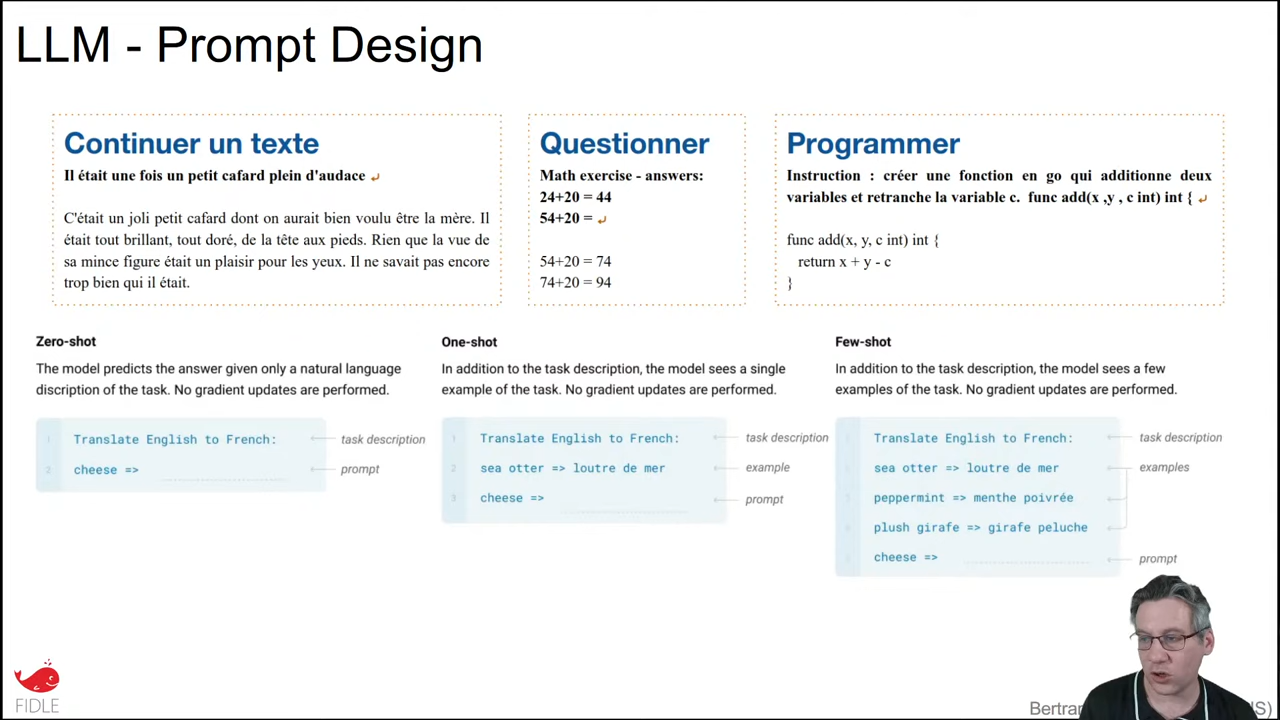 LLM - Prompt Design
Continuer un texte
Il était une fois un petit cafard plein d'audace
C'était un joli petit cafard dont on aurait bien voulu être la mère. Il
était tout brillant, tout doré, de la tête aux pieds. Rien que la vue de
sa mince figure était un plaisir pour les yeux. Il ne savait pas encore
trop bien qui il était.
Questionner
Math exercise - answers:
24+20 = 44
54+20 =
54+20 = 74
74+20 = 94
Programmer
Instruction : créer une fonction en go qui additionne deux
variables et retranche la variable c. func add(x ,y , c int) int {
func add(x, y, c int) int {
return x + y - c
}
Zero-shot
The model predicts the answer given only a natural language
discription of the task. No gradient updates are performed.
1 Translate English to French: task description
2 cheese => prompt
One-shot
In addition to the task description, the model sees a single
example of the task. No gradient updates are performed.
1 Translate English to French: task description
2 sea otter => loutre de mer example
3 cheese => prompt
Few-shot
In addition to the task description, the model sees a few
examples of the task. No gradient updates are performed.
Translate English to French: task description
sea otter => loutre de mer examples
peppermint => menthe poivrée
plush girafe => girafe peluche
cheese => prompt
FIDLE